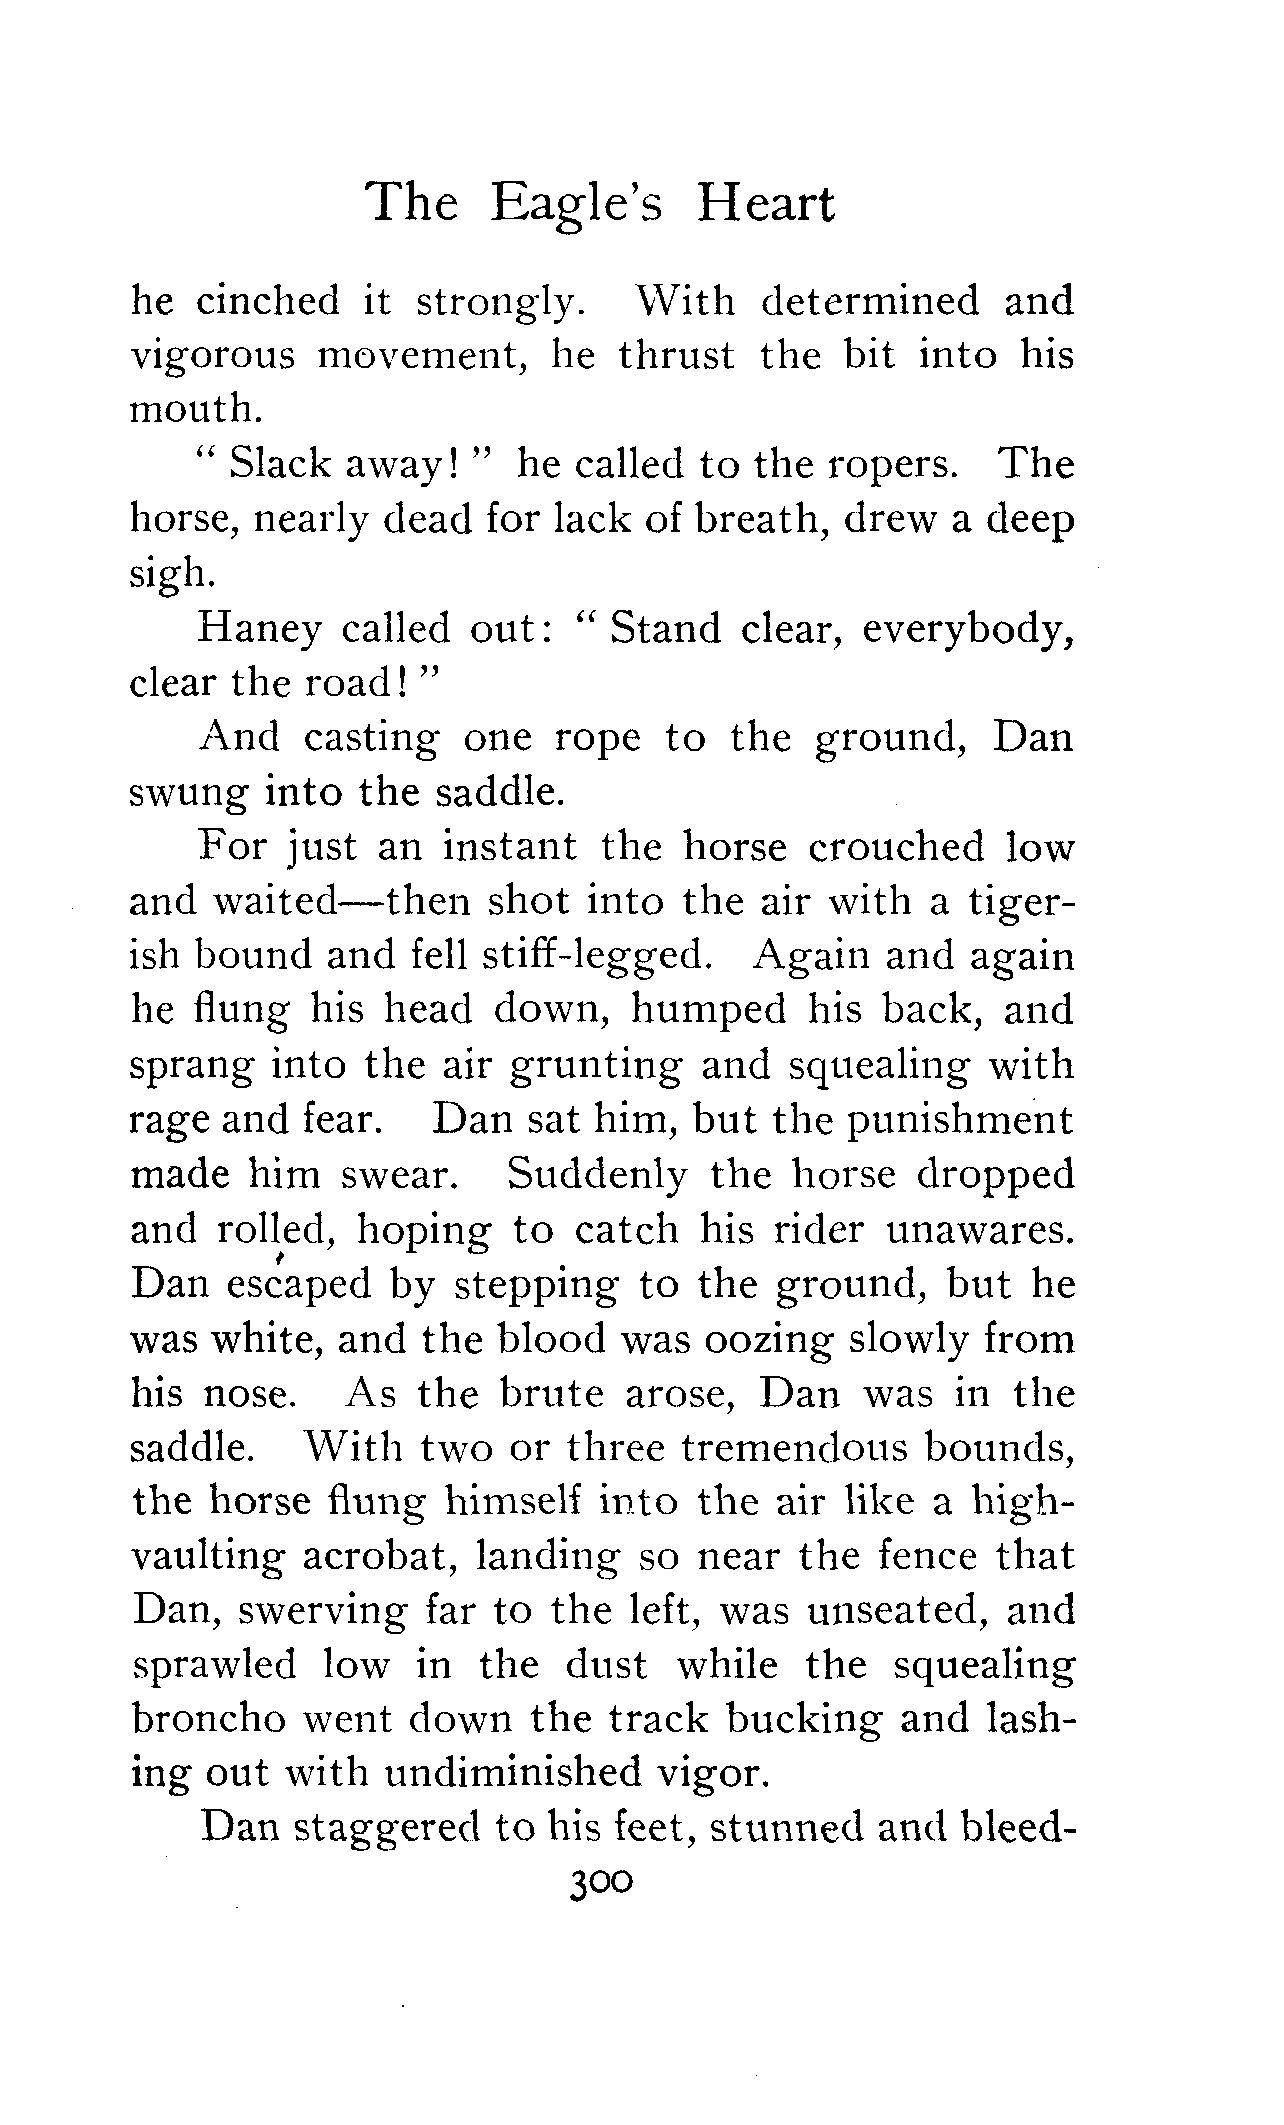 The Eagle's Heart
he cinched it strongly. With determined and
vigorous movement, he thrust the bit into his
mouth.
" Slack away! " he called to the ropers. The
horse, nearly dead for lack of breath, drew a deep
sigh.
Haney called out: " Stand clear, everybody,
clear the road! "
And casting one rope to the ground, Dan
swung into the saddle.
For just an instant the horse crouched low
and waited—then shot into the air with a tiger-
ish bound and fell stiff-legged. Again and again
he flung his head down, humped his back, and
sprang into the air grunting and squealing with
rage and fear. Dan sat him, but the punishment
made him swear. Suddenly the horse dropped
and rolled, hoping to catch his rider unawares.
Dan escaped by stepping to the ground, but he
was white, and the blood was oozing slowly from
his nose. As the brute arose, Dan was in the
saddle. With two or three tremendous bounds,
the horse flung himself into the air like a high-
vaulting acrobat, landing so near the fence that
Dan, swerving far to the left, was unseated, and
sprawled low in the dust while the squealing
broncho went down the track bucking and lash-
ing out with undiminished vigor.
Dan staggered to his feet, stunned and bleed-
300